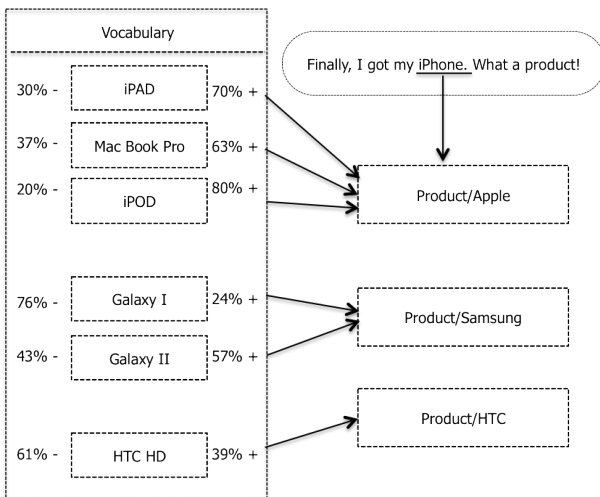 Vocabulary
Finally, I got my iPhone. What a product!
30% - iPAD 70% +
37% - Mac Book Pro 63% +
20% - iPOD 80% +
Product/Apple
76% - Galaxy I 24% +
Product/Samsung
43% - Galaxy II 57% +
Product/HTC
61% - HTC HD 39% +